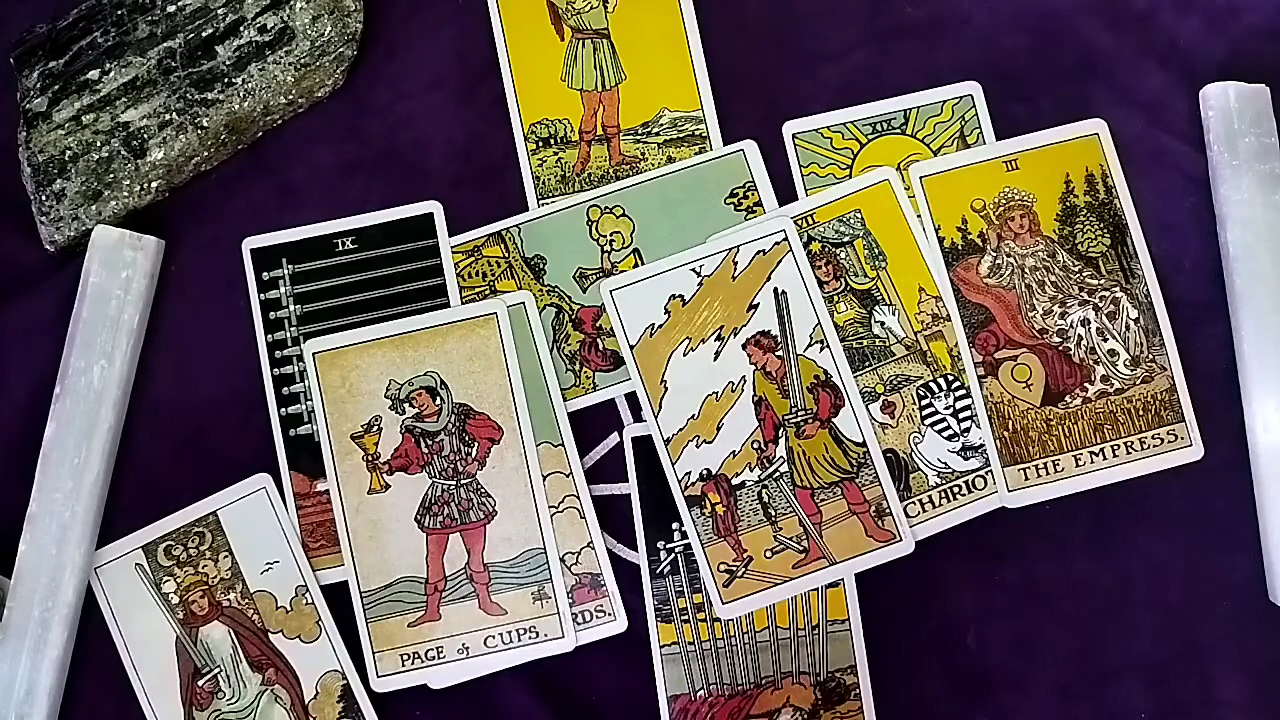 XIX
III
IX
VII
V
CHARIOT
THE EMPRESS.
RDS.
PAGE of CUPS.